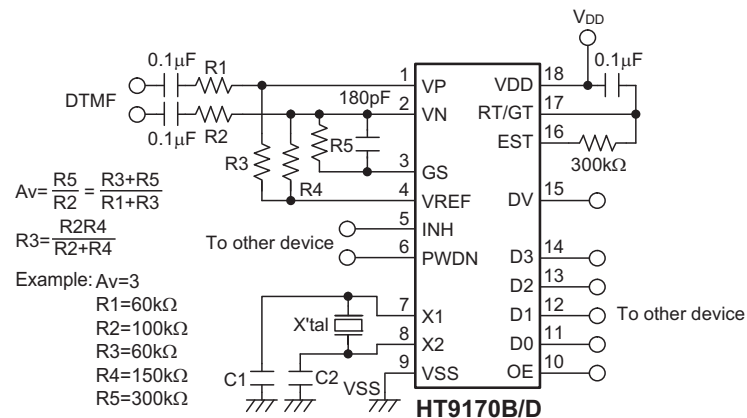 VDD
0.1µF
R1
0.1µF
1
VP
VDD
18
DTMF
180pF
2
VN
RT/GT
17
0.1µF
R2
R5
EST
16
300kΩ
R3
3
GS
R4
4
VREF
DV
15
Av=R5/R2=R3+R5/R1+R3
R3=R2R4/R2+R4
5
INH
To other device
6
PWDN
D3
14
D2
13
Example: Av=3
R1=60kΩ
R2=100kΩ
R3=60kΩ
R4=150kΩ
R5=300kΩ
7
X1
D1
12
To other device
X'tal
8
X2
D0
11
9
VSS
OE
10
C1
C2
VSS
HT9170B/D